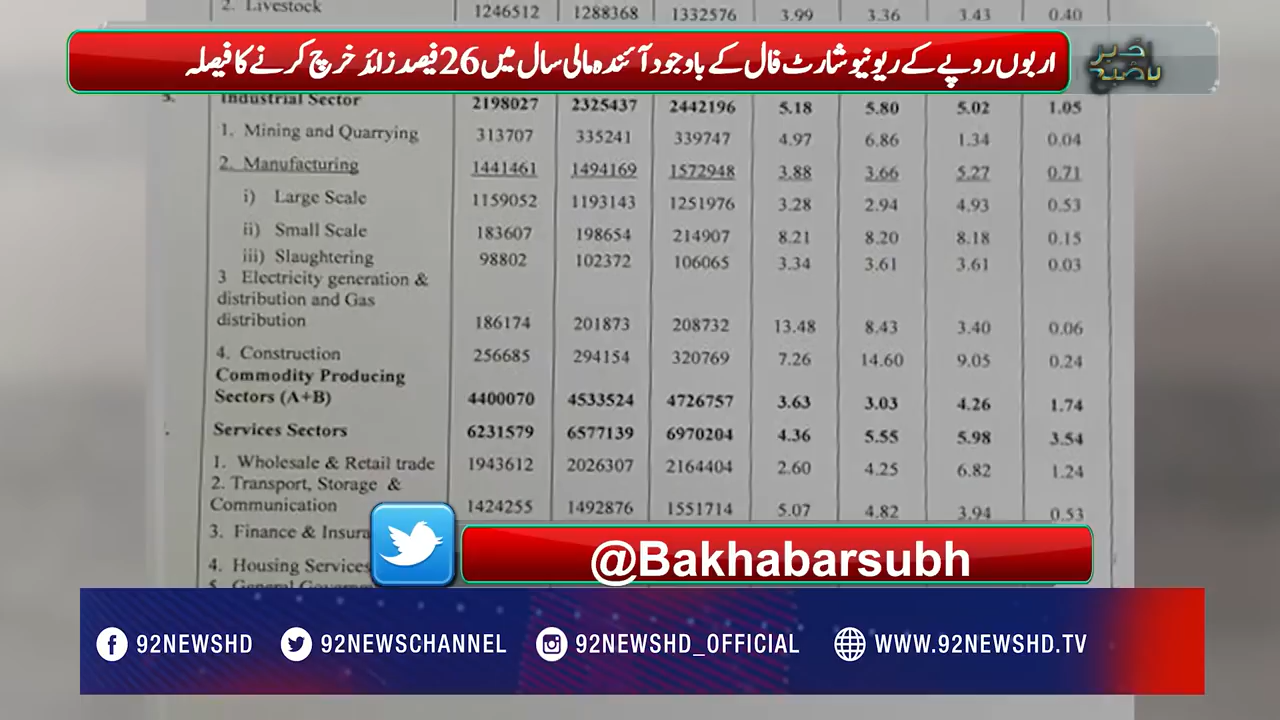 2. Livestock 1246512 1288368 1332576 3.99 3.36 3.43 0.40
اربوں روپے کے ریونیو شارٹ فال کے باوجود آئندہ مالی سال میں 26 فیصد زائد خرچ کرنے کا فیصلہ
باخبر صبح
Industrial Sector 2198027 2325437 2442196 5.18 5.80 5.02 1.05
1. Mining and Quarrying 313707 335241 339747 4.97 6.86 1.34 0.04
2. Manufacturing 1441461 1494169 1572948 3.88 3.66 5.27 0.71
i) Large Scale 1159052 1193143 1251976 3.28 2.94 4.93 0.53
ii) Small Scale 183607 198654 214907 8.21 8.20 8.18 0.15
iii) Slaughtering 98802 102372 106065 3.34 3.61 3.61 0.03
3 Electricity generation &
distribution and Gas
distribution 186174 201873 208732 13.48 8.43 3.40 0.06
4. Construction 256685 294154 320769 7.26 14.60 9.05 0.24
Commodity Producing
Sectors (A+B) 4400070 4533524 4726757 3.63 3.03 4.26 1.74
Services Sectors 6231579 6577139 6970204 4.36 5.55 5.98 3.54
1. Wholesale & Retail trade 1943612 2026307 2164404 2.60 4.25 6.82 1.24
2. Transport, Storage &
Communication 1424255 1492876 1551714 5.07 4.82 3.94 0.53
3. Finance & Insura
4. Housing Services
5. General
@Bakhabarsubh
92NEWSHD 92NEWSCHANNEL 92NEWSHD_OFFICIAL WWW.92NEWSHD.TV